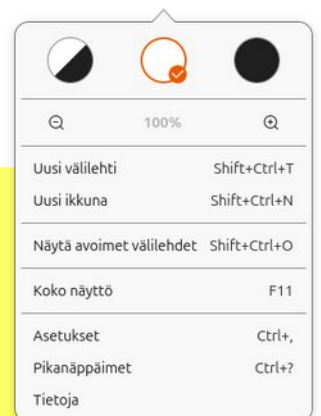 100%
Uusi välilehti Shift+Ctrl+T
Uusi ikkuna Shift+Ctrl+N
Näytä avoimet välilehdet Shift+Ctrl+O
Koko näyttö F11
Asetukset Ctrl+,
Pikanäppäimet Ctrl+?
Tietoja